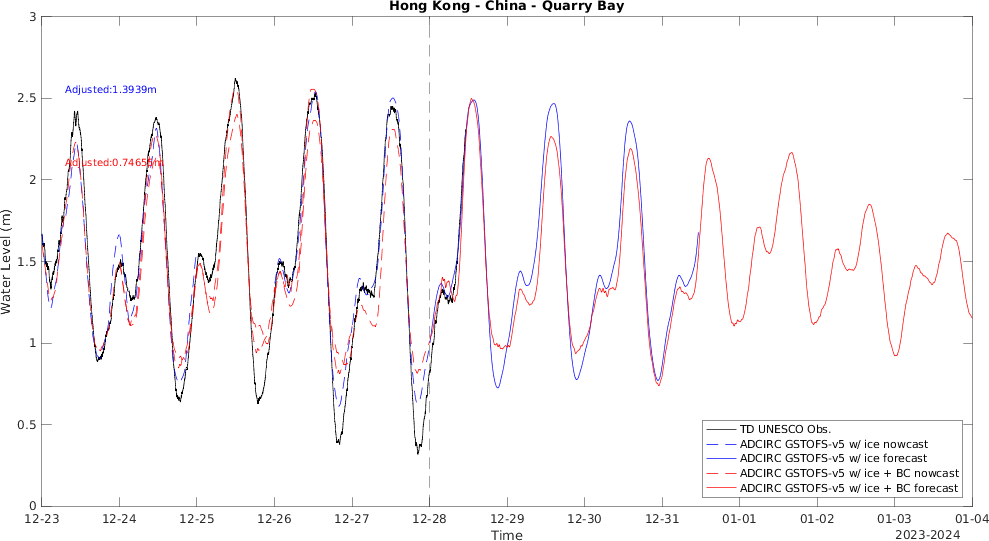 Hong Kong - China - Quarry Bay
3
2.5
2
1.5
1
0.5
0
Water Level (m)
Adjusted:1.3939m
Adjusted:0.74655m
TD UNESCO Obs.
ADCIRC GSTOFS-v5 w/ ice nowcast
ADCIRC GSTOFS-v5 w/ ice forecast
ADCIRC GSTOFS-v5 w/ ice + BC nowcast
ADCIRC GSTOFS-v5 w/ ice + BC forecast
12-23 12-24 12-25 12-26 12-27 12-28 12-29 12-30 12-31 01-01 01-02 01-03 01-04
Time
2023-2024